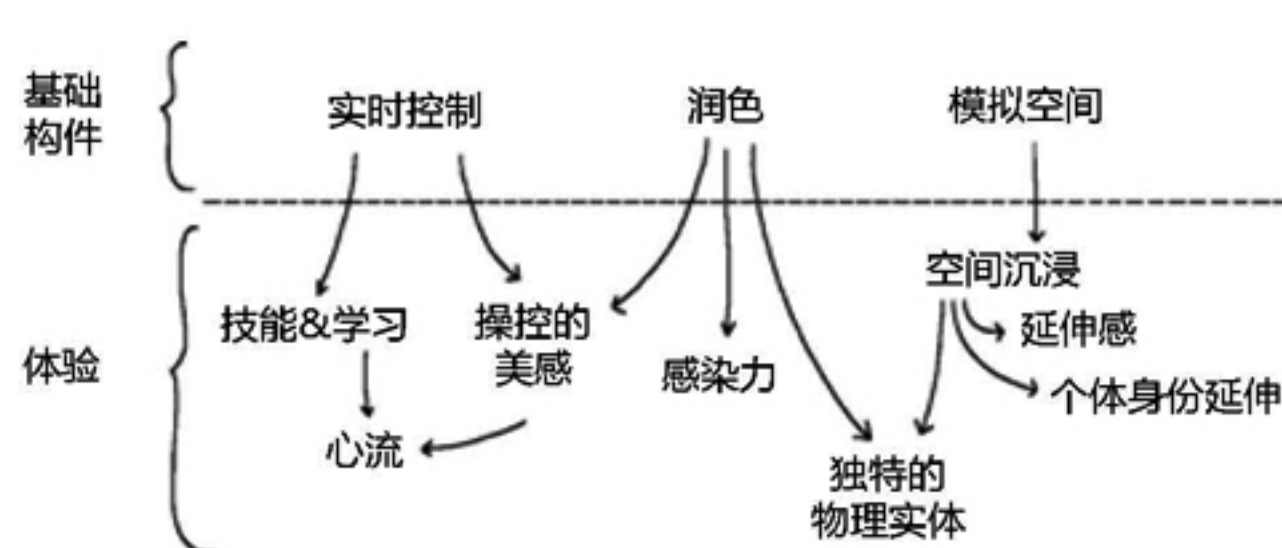 基础
构件
实时控制
润色
模拟空间
体验
空间沉浸
技能&学习
操控的
美感
延伸感
感染力
个体身份延伸
心流
独特的
物理实体